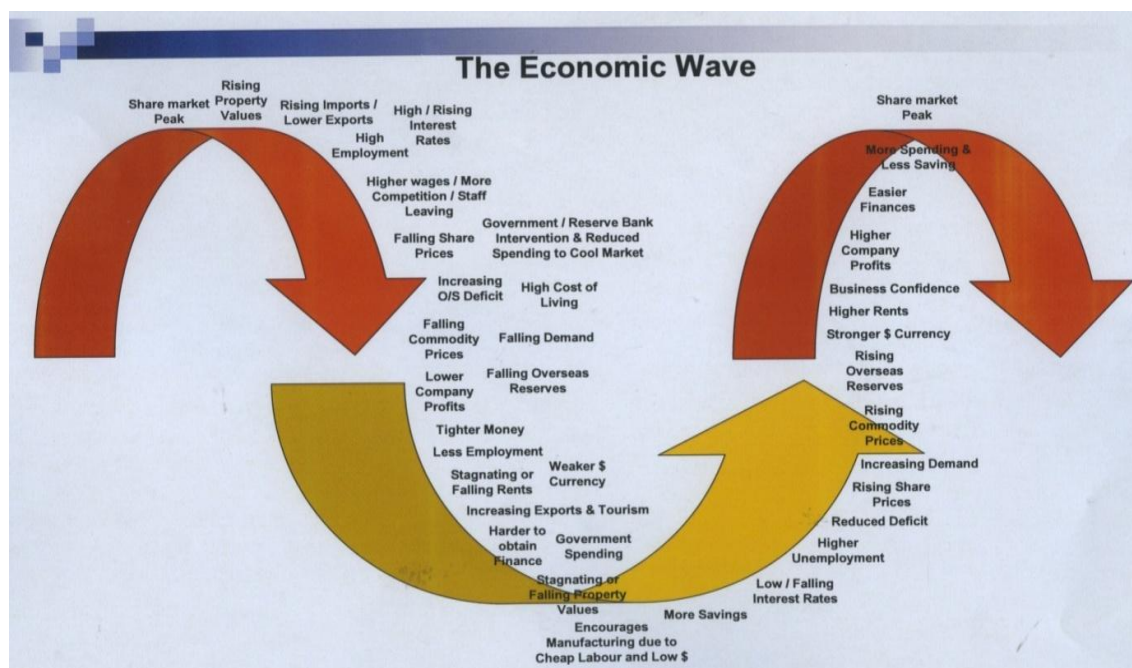 The Economic Wave
Share market
Peak
Rising
Property
Values
Rising Imports /
Lower Exports
High / Rising
Interest
Rates
High
Employment
Higher wages / More
Competition / Staff
Leaving
Falling Share
Prices
Government / Reserve Bank
Intervention & Reduced
Spending to Cool Market
Increasing
O/S Deficit
High Cost of
Living
Falling
Commodity
Prices
Falling Demand
Lower
Company
Profits
Falling Overseas
Reserves
Tighter Money
Less Employment
Stagnating or
Falling Rents
Weaker $
Currency
Increasing Exports & Tourism
Harder to
obtain
Finance
Government
Spending
Stagnating or
Falling Property
Values
Encourages
Manufacturing due to
Cheap Labour and Low $
More Savings
Low / Falling
Interest Rates
Higher
Unemployment
Reduced Deficit
Rising Share
Prices
Increasing Demand
Rising
Commodity
Prices
Rising
Overseas
Reserves
Stronger $ Currency
Higher Rents
Business Confidence
Higher
Company
Profits
Easier
Finances
More Spending &
Less Saving
Share market
Peak